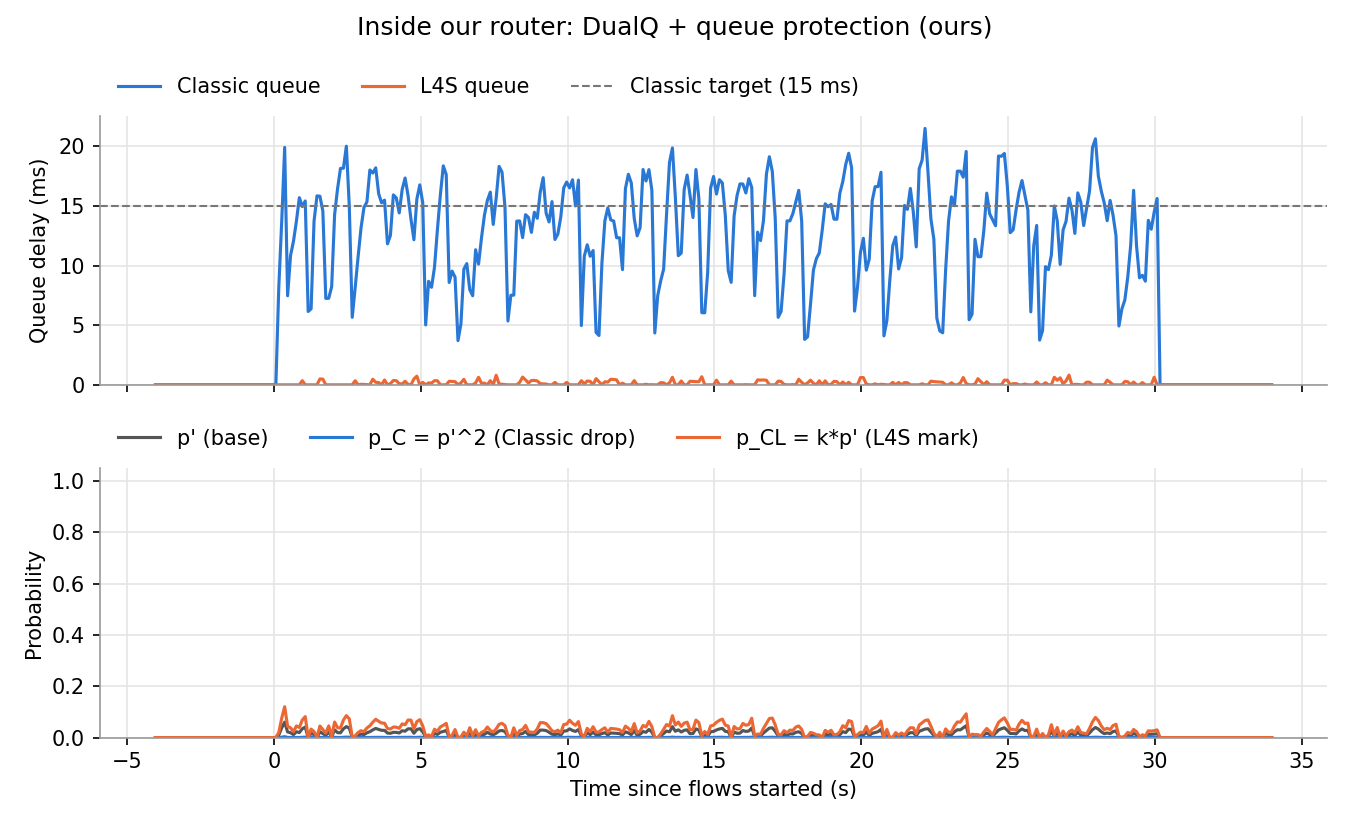 Inside our router: DualQ + queue protection (ours)
Classic queue L4S queue Classic target (15 ms)
Queue delay (ms)
20
15
10
5
0
p' (base) p_C = p'^2 (Classic drop) p_CL = k*p' (L4S mark)
Probability
1.0
0.8
0.6
0.4
0.2
0.0
−5 0 5 10 15 20 25 30 35
Time since flows started (s)